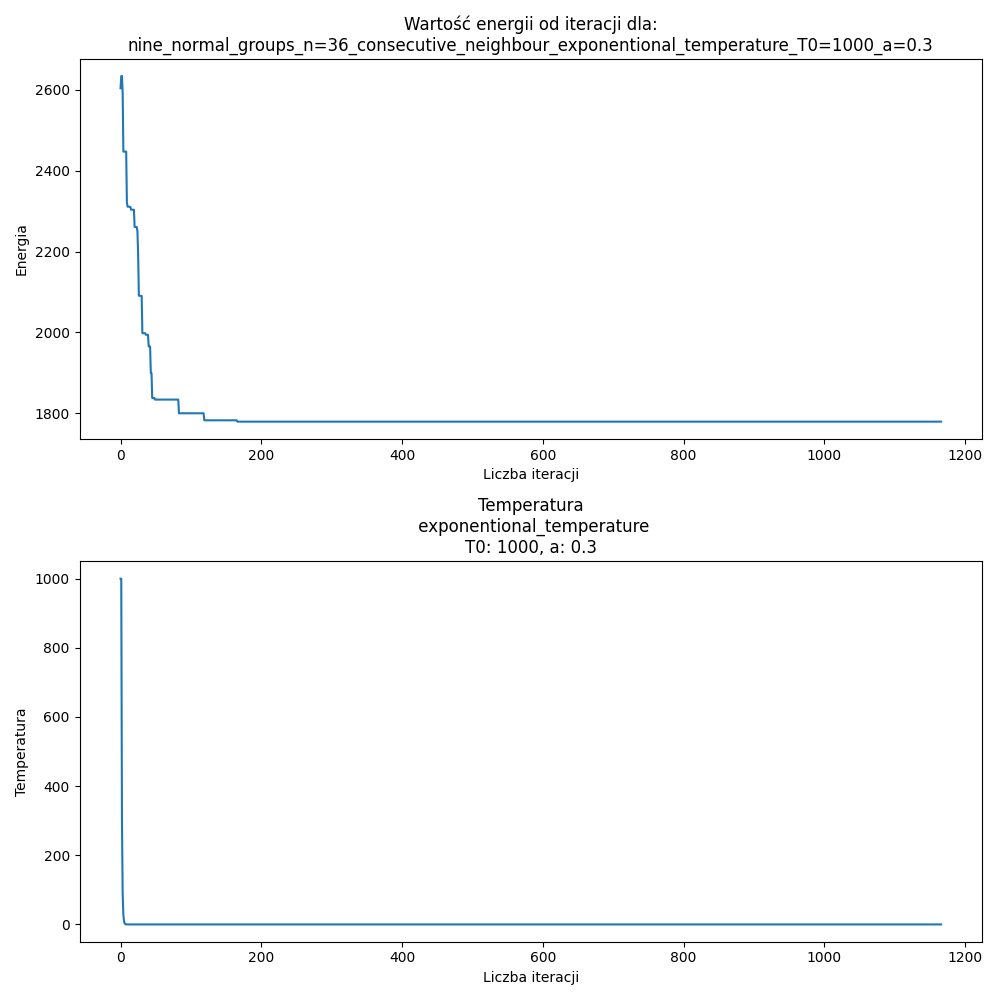 Wartość energii od iteracji dla:
nine_normal_groups_n=36_consecutive_neighbour_exponentional_temperature_T0=1000_a=0.3
2600
2400
2200
2000
1800
Energia
0 200 400 600 800 1000 1200
Liczba iteracji
Temperatura
exponentional_temperature
T0: 1000, a: 0.3
1000
800
600
400
200
0
Temperatura
0 200 400 600 800 1000 1200
Liczba iteracji